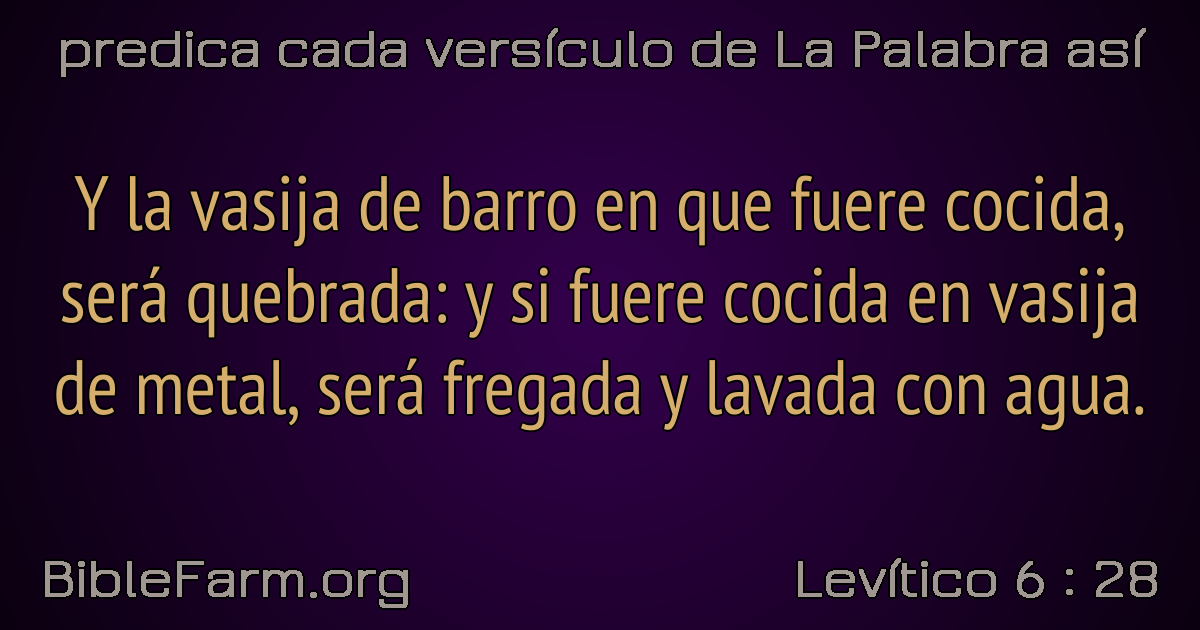 predica cada versículo de La Palabra así
Y la vasija de barro en que fuere cocida,
será quebrada: y si fuere cocida en vasija
de metal, será fregada y lavada con agua.
BibleFarm.org
Levítico 6 : 28